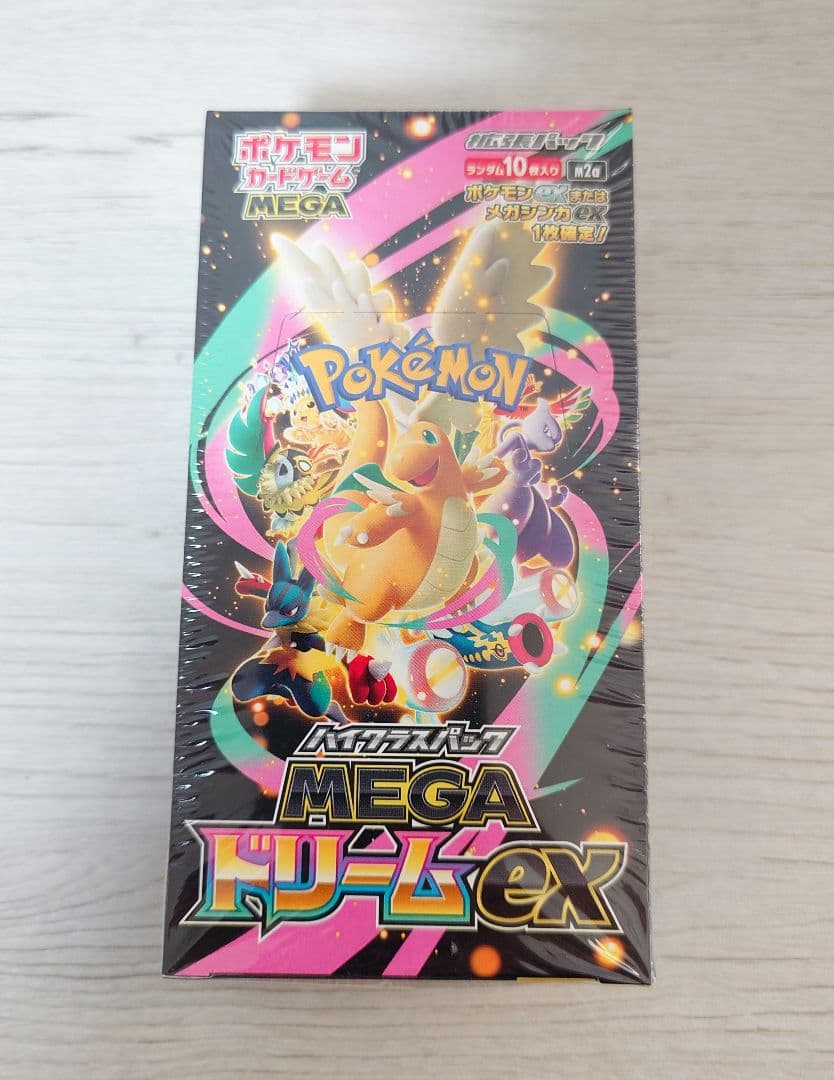 ポケモン
カードゲーム
MEGA
拡張パック
ランダム10枚入り
m2a
ポケモンexまたは
メガシンカex
1枚確定!
POKéMON
TM
ハイクラスパック
MEGA
ドリームex